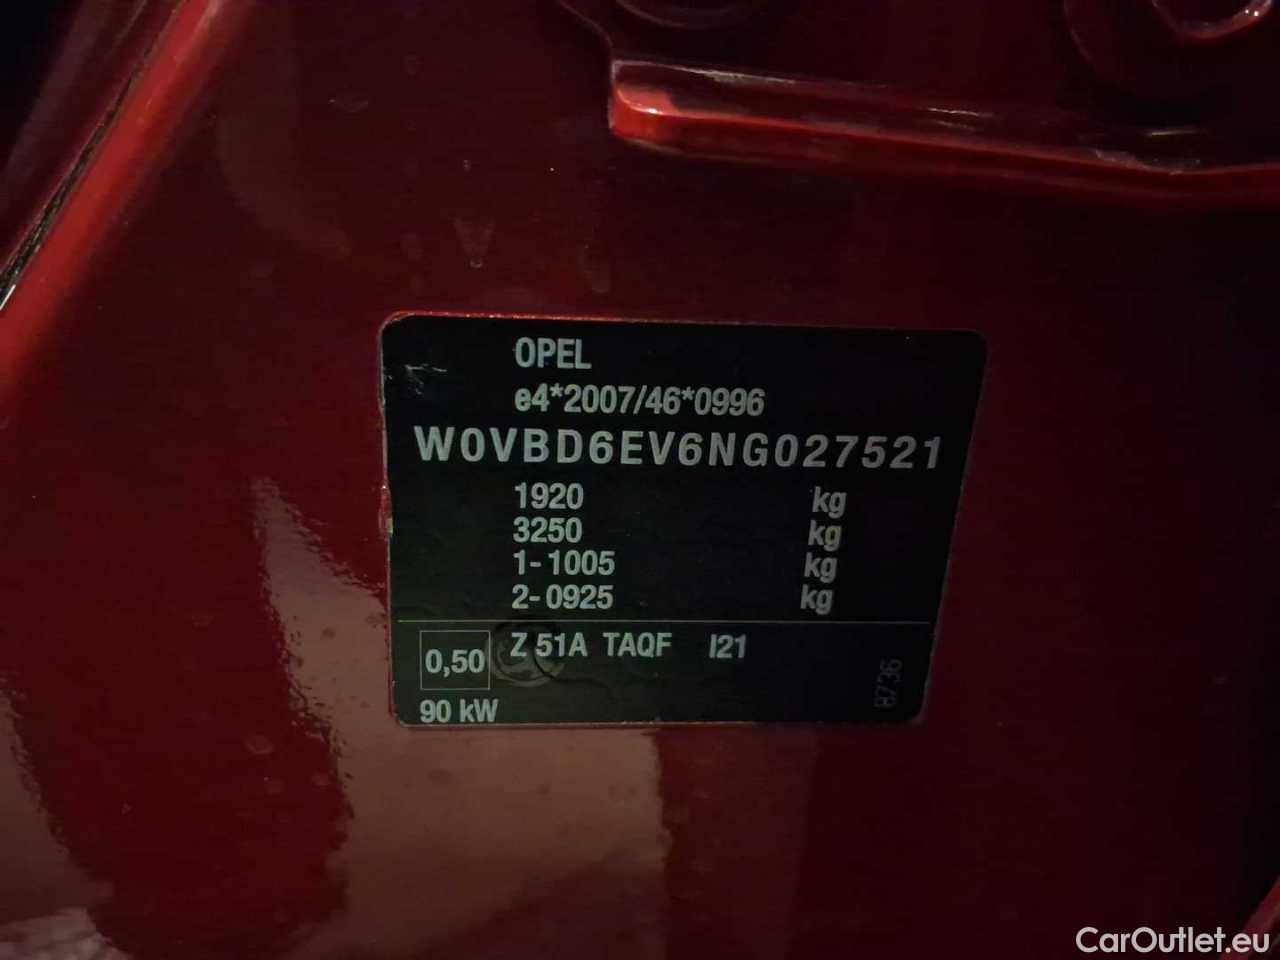 OPEL
e4*2007/46*0996
W0VBD6EV6NG027521
1920 kg
3250 kg
1-1005 kg
2-0925 kg
0,50 Z 51A TAQF I21
90 kW
8736
CarOutlet.eu